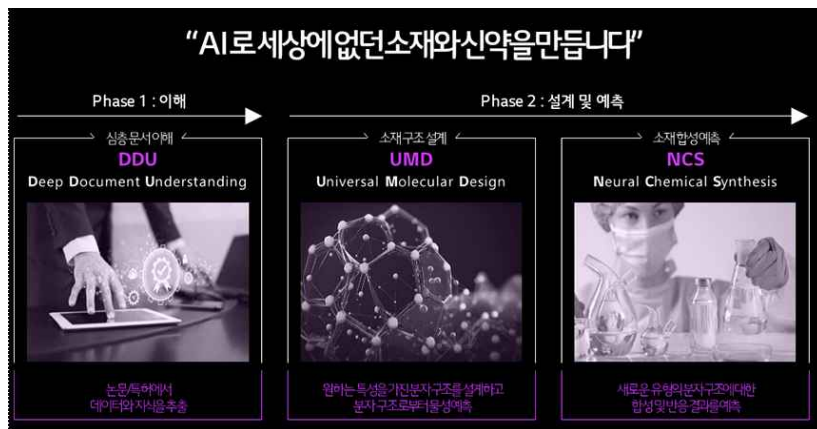 “AI로 세상에 없던 소재와 신약을 만듭니다”
Phase 1 : 이해
Phase 2 : 설계 및 예측
심층 문서 이해
DDU
Deep Document Understanding
논문/특허에서
데이터와 지식을 추출
소재 구조 설계
UMD
Universal Molecular Design
원하는 특성을 가진 분자 구조를 설계하고
분자 구조로부터 물성 예측
소재 합성 예측
NCS
Neural Chemical Synthesis
새로운 유형의 분자 구조에 대한
합성 및 반응 결과를 예측